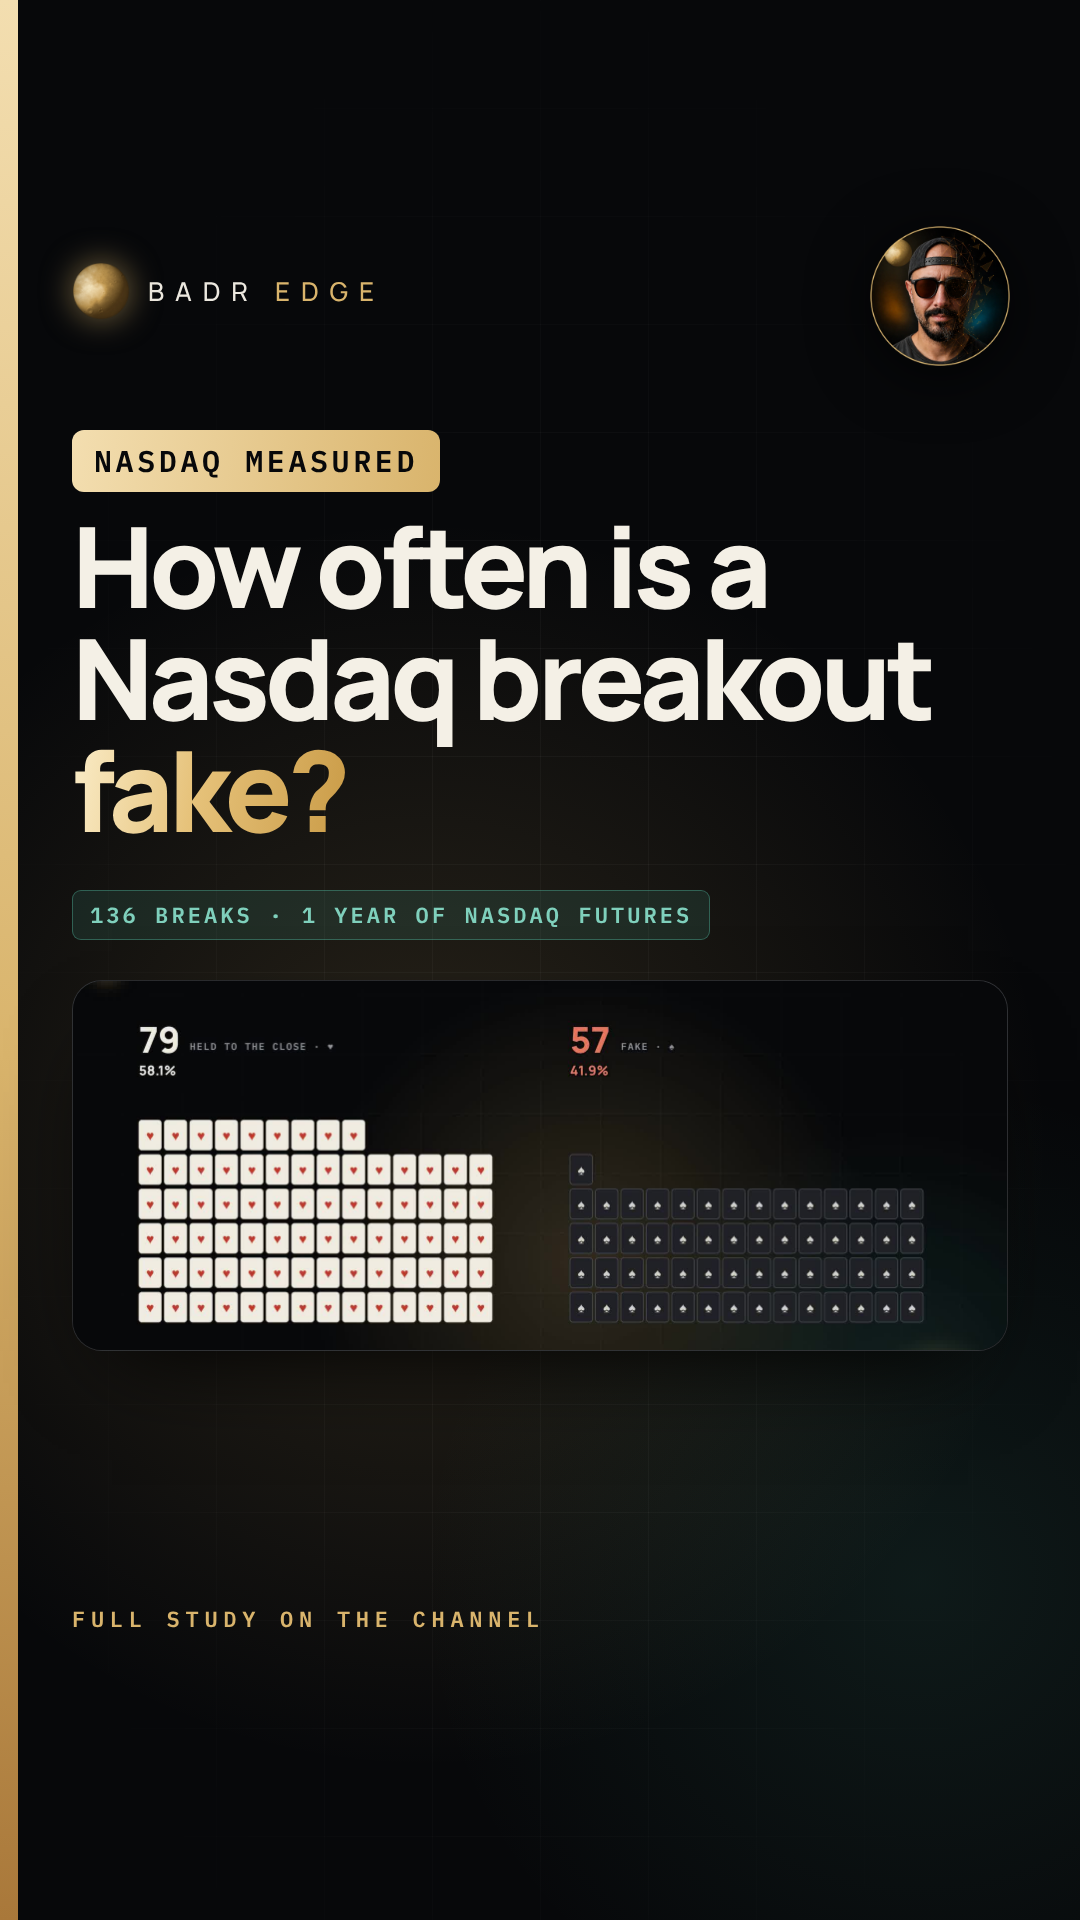 BADR EDGE
NASDAQ MEASURED
How often is a
Nasdaq breakout
fake?
136 BREAKS · 1 YEAR OF NASDAQ FUTURES
79 HELD TO THE CLOSE · ♥
58.1%
57 FAKE · ♠
41.9%
FULL STUDY ON THE CHANNEL